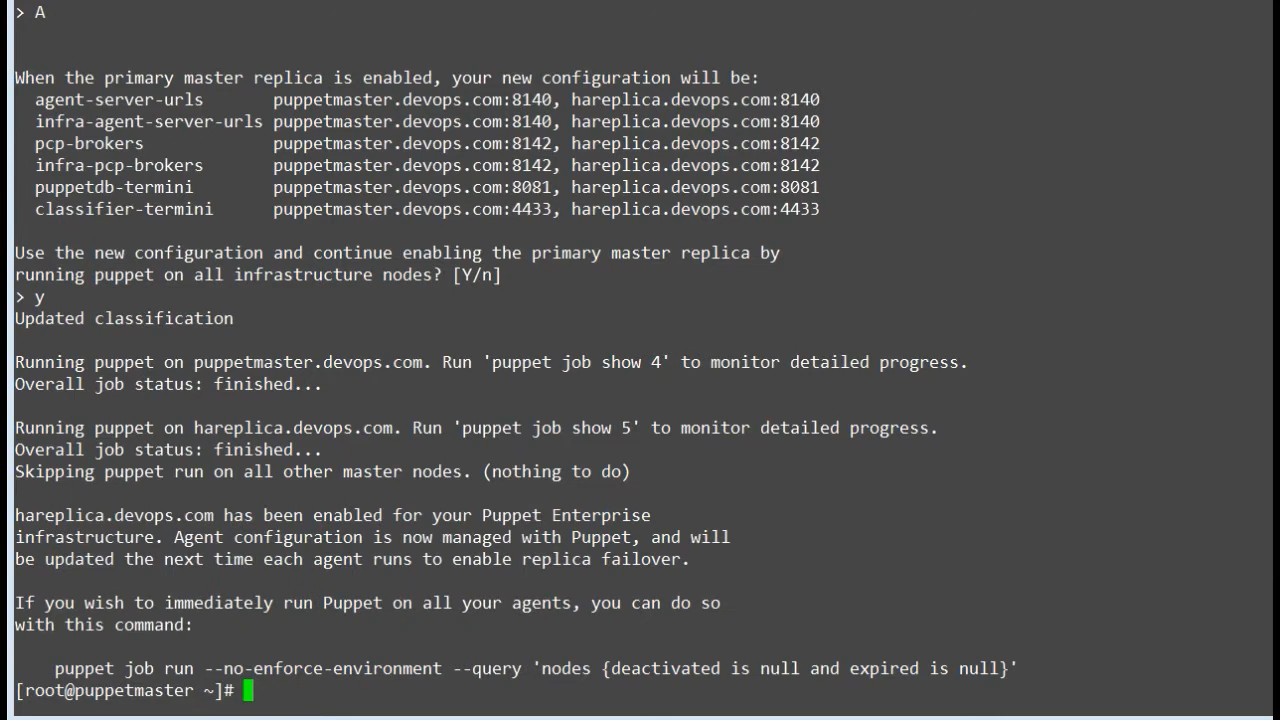 > A
When the primary master replica is enabled, your new configuration will be:
agent-server-urls puppetmaster.devops.com:8140, hareplica.devops.com:8140
infra-agent-server-urls puppetmaster.devops.com:8140, hareplica.devops.com:8140
pcp-brokers puppetmaster.devops.com:8142, hareplica.devops.com:8142
infra-pcp-brokers puppetmaster.devops.com:8142, hareplica.devops.com:8142
puppetdb-termini puppetmaster.devops.com:8081, hareplica.devops.com:8081
classifier-termini puppetmaster.devops.com:4433, hareplica.devops.com:4433
Use the new configuration and continue enabling the primary master replica by
running puppet on all infrastructure nodes? [Y/n]
> y
Updated classification
Running puppet on puppetmaster.devops.com. Run 'puppet job show 4' to monitor detailed progress.
Overall job status: finished...
Running puppet on hareplica.devops.com. Run 'puppet job show 5' to monitor detailed progress.
Overall job status: finished...
Skipping puppet run on all other master nodes. (nothing to do)
hareplica.devops.com has been enabled for your Puppet Enterprise
infrastructure. Agent configuration is now managed with Puppet, and will
be updated the next time each agent runs to enable replica failover.
If you wish to immediately run Puppet on all your agents, you can do so
with this command:
puppet job run --no-enforce-environment --query 'nodes {deactivated is null and expired is null}'
[root@puppetmaster ~]#